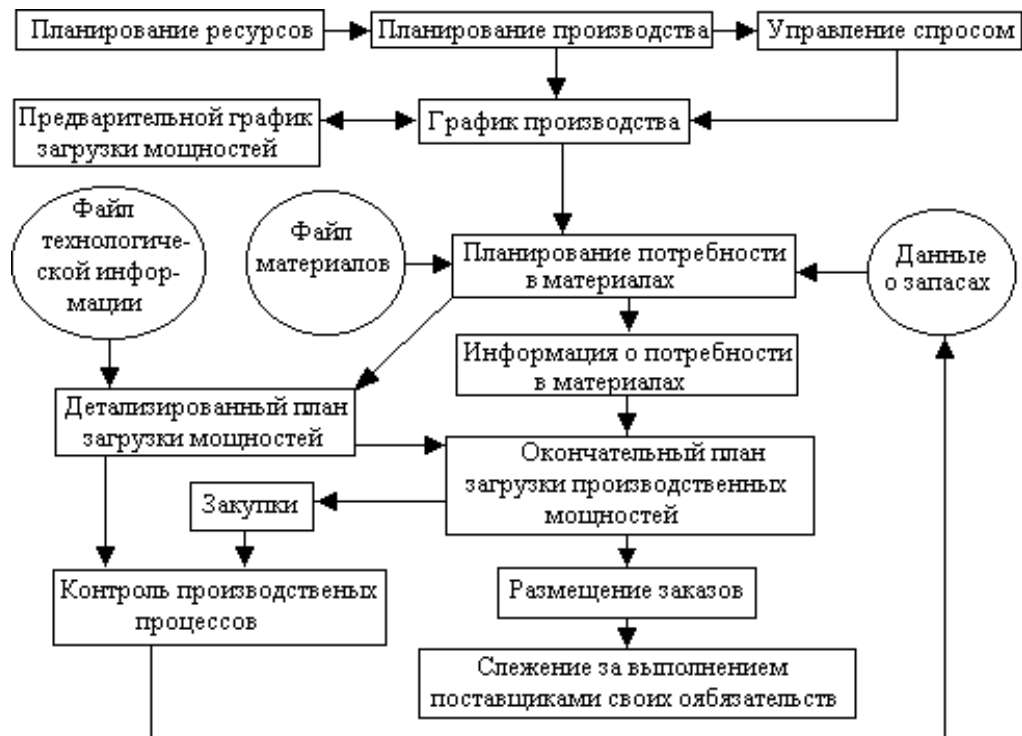 Планирование ресурсов
Планирование производства
Управление спросом
Предварительной график
загрузки мощностей
График производства
Файл
технологиче-
ской инфор-
мации
Файл
материалов
Планирование потребности
в материалах
Данные
о запасах
Информация о потребности
в материалах
Детализированный план
загрузки мощностей
Окончательный план
загрузки производственных
мощностей
Закупки
Контроль производственых
процессов
Размещение заказов
Слежение за выполнением
поставщиками своих оябязательств